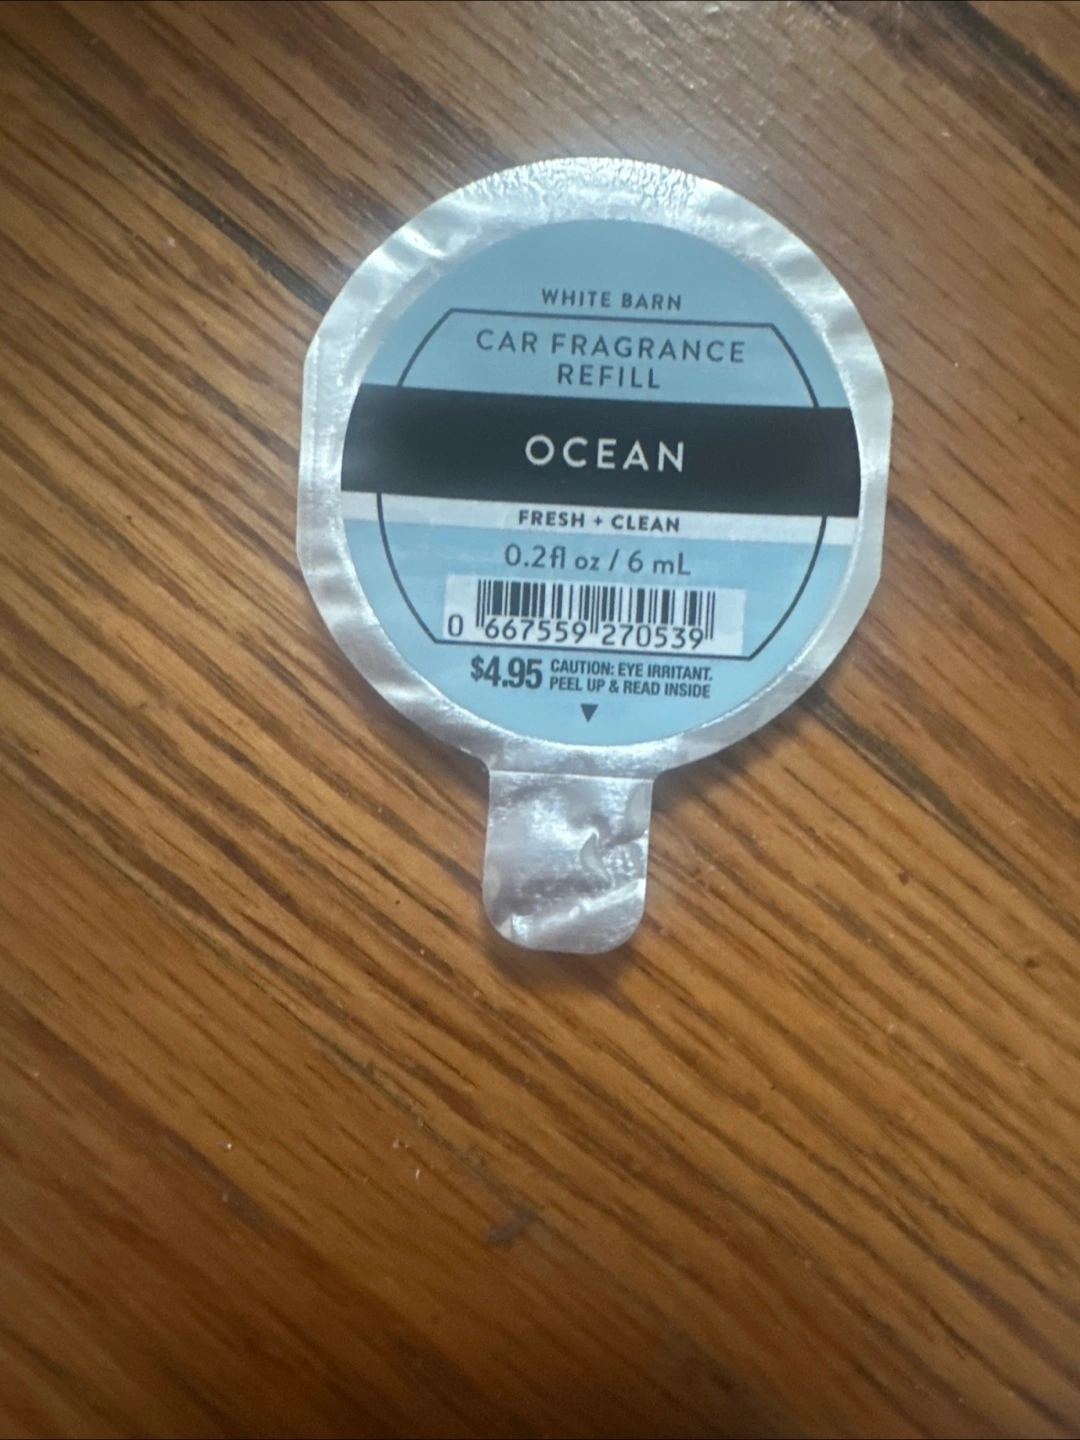 WHITE BARN
CAR FRAGRANCE
REFILL
OCEAN
FRESH + CLEAN
0.2fl oz / 6 mL
0 667559 270539
$4.95 CAUTION: EYE IRRITANT.
PEEL UP & READ INSIDE